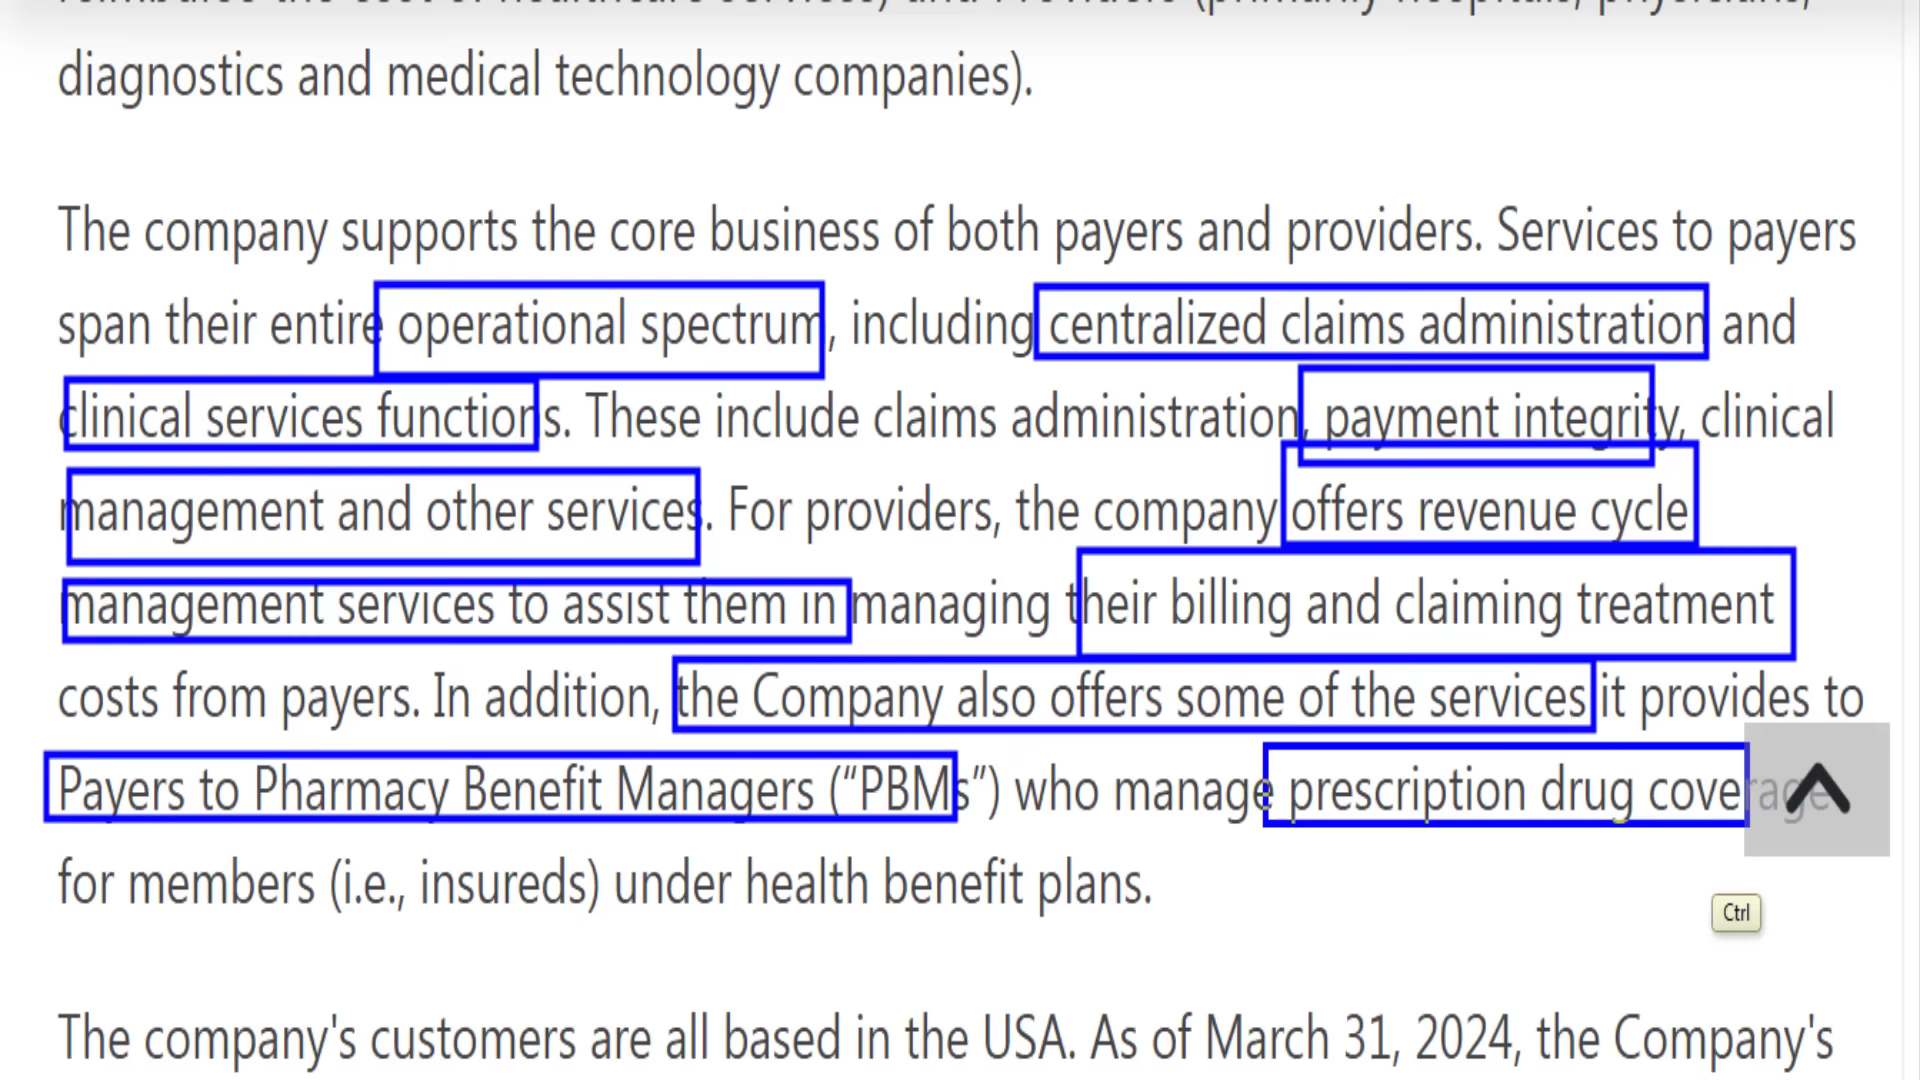 diagnostics and medical technology companies).
The company supports the core business of both payers and providers. Services to payers
span their entire operational spectrum, including centralized claims administration and
clinical services functions. These include claims administration, payment integrity, clinical
management and other services. For providers, the company offers revenue cycle
management services to assist them in managing their billing and claiming treatment
costs from payers. In addition, the Company also offers some of the services it provides to
Payers to Pharmacy Benefit Managers (“PBMs”) who manage prescription drug coverage
for members (i.e., insureds) under health benefit plans.
Ctrl
The company's customers are all based in the USA. As of March 31, 2024, the Company's